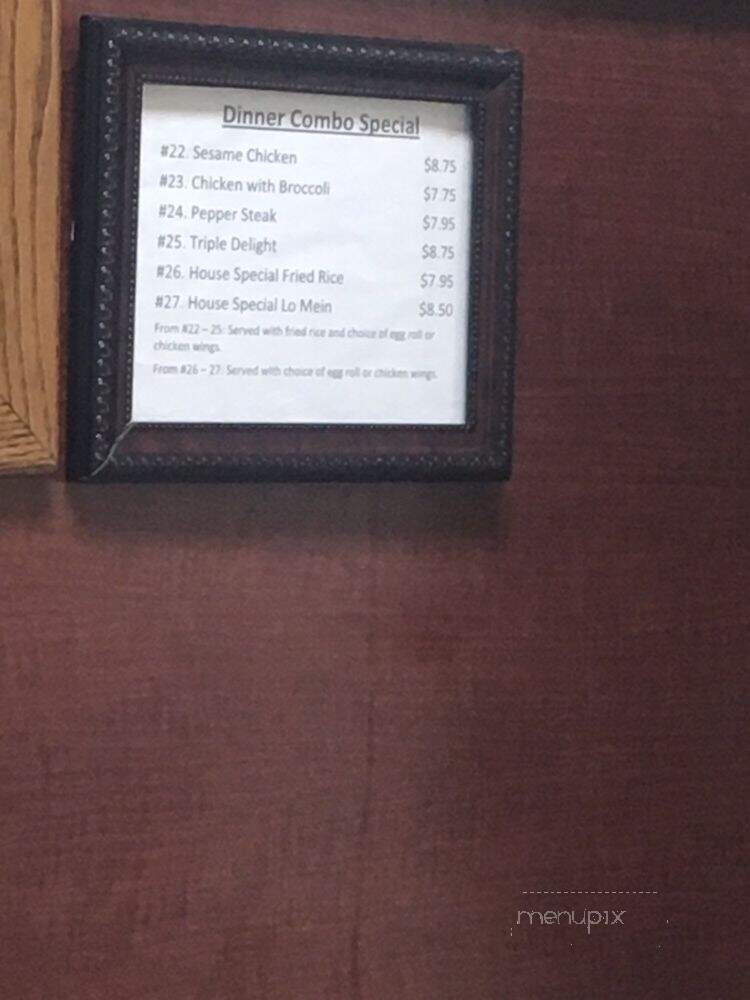 Dinner Combo Special
#22. Sesame Chicken $8.75
#23. Chicken with Broccoli $7.75
#24. Pepper Steak $7.95
#25. Triple Delight $8.75
#26. House Special Fried Rice $7.95
#27. House Special Lo Mein $8.50
From #22 – 25: Served with fried rice and choice of egg roll or
chicken wings.
From #26 – 27: Served with choice of egg roll or chicken wings.
menupix